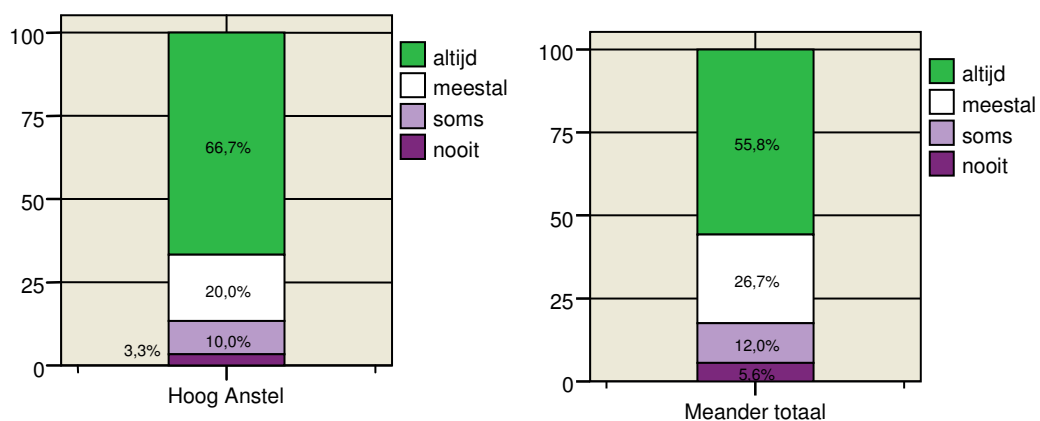 100
75
50
25
0
66,7%
20,0%
10,0%
3,3%
Hoog Anstel
altijd
meestal
soms
nooit
100
75
50
25
0
55,8%
26,7%
12,0%
5,6%
Meander totaal
altijd
meestal
soms
nooit